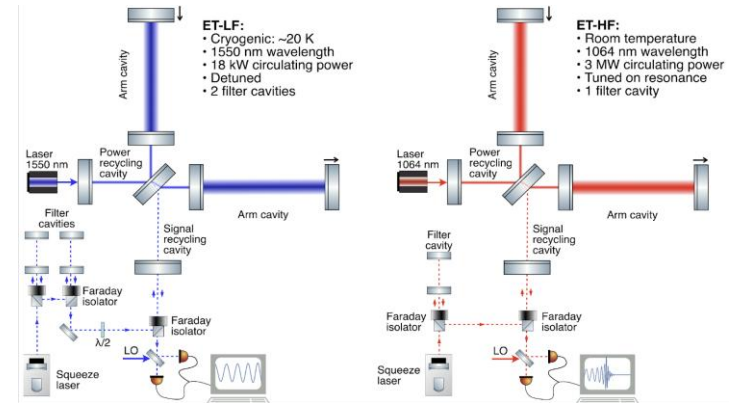 ET-LF:
• Cryogenic: ~20 K
• 1550 nm wavelength
• 18 kW circulating power
• Detuned
• 2 filter cavities
Arm cavity
Laser
1550 nm
Power
recycling
cavity
Arm cavity
Filter
cavities
Signal
recycling
cavity
Faraday
isolator
λ/2
Faraday
isolator
LO
Squeeze
laser
ET-HF:
• Room temperature
• 1064 nm wavelength
• 3 MW circulating power
• Tuned on resonance
• 1 filter cavity
Arm cavity
Laser
1064 nm
Power
recycling
cavity
Arm cavity
Filter
cavity
Signal
recycling
cavity
Faraday
isolator
Faraday
isolator
LO
Squeeze
laser